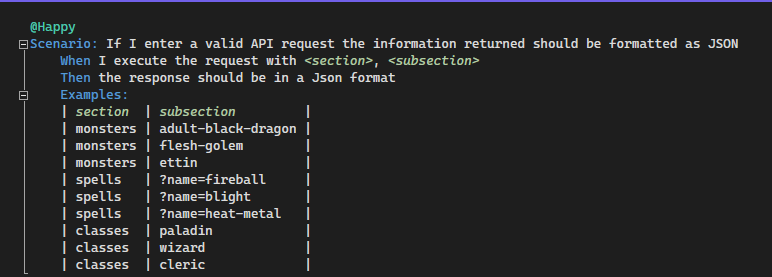 @Happy
Scenario: If I enter a valid API request the information returned should be formatted as JSON
When I execute the request with <section>, <subsection>
Then the response should be in a Json format
Examples:
| section | subsection |
| monsters | adult-black-dragon |
| monsters | flesh-golem |
| monsters | ettin |
| spells | ?name=fireball |
| spells | ?name=blight |
| spells | ?name=heat-metal |
| classes | paladin |
| classes | wizard |
| classes | cleric |